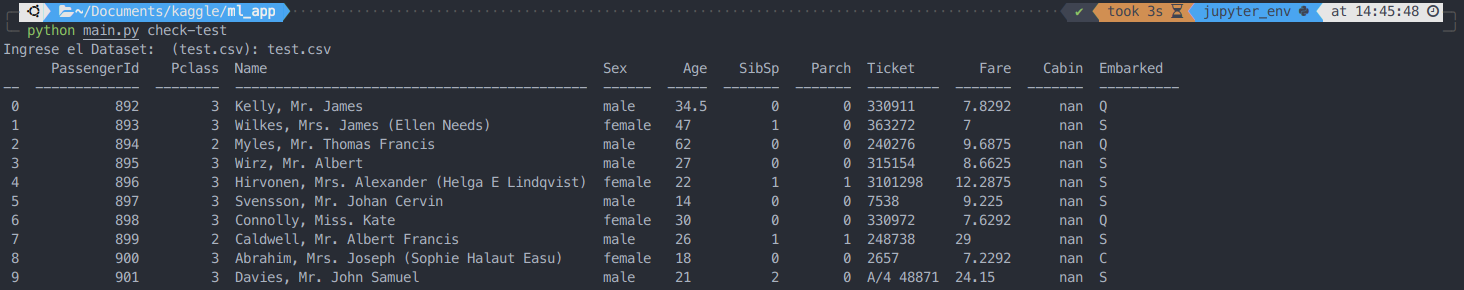 ~/Documents/kaggle/ml_app ✔ took 3s jupyter_env at 14:45:48
python main.py check-test
Ingrese el Dataset:  (test.csv): test.csv
PassengerId Pclass Name Sex Age SibSp Parch Ticket Fare Cabin Embarked
0 892 3 Kelly, Mr. James male 34.5 0 0 330911 7.8292 nan Q
1 893 3 Wilkes, Mrs. James (Ellen Needs) female 47 1 0 363272 7 nan S
2 894 2 Myles, Mr. Thomas Francis male 62 0 0 240276 9.6875 nan Q
3 895 3 Wirz, Mr. Albert male 27 0 0 315154 8.6625 nan S
4 896 3 Hirvonen, Mrs. Alexander (Helga E Lindqvist) female 22 1 1 3101298 12.2875 nan S
5 897 3 Svensson, Mr. Johan Cervin male 14 0 0 7538 9.225 nan S
6 898 3 Connolly, Miss. Kate female 30 0 0 330972 7.6292 nan Q
7 899 2 Caldwell, Mr. Albert Francis male 26 1 1 248738 29 nan S
8 900 3 Abrahim, Mrs. Joseph (Sophie Halaut Easu) female 18 0 0 2657 7.2292 nan C
9 901 3 Davies, Mr. John Samuel male 21 2 0 A/4 48871 24.15 nan S